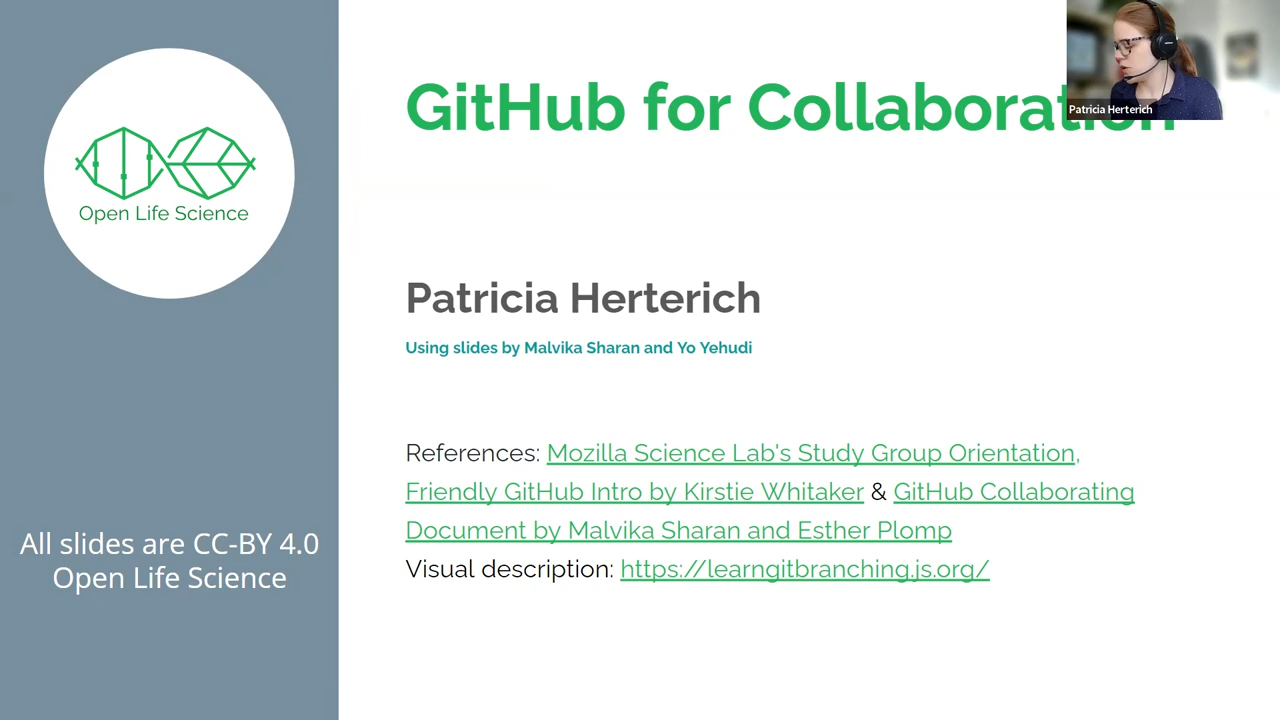 Open Life Science
All slides are CC-BY 4.0
Open Life Science
GitHub for Collaboration
Patricia Herterich
Patricia Herterich
Using slides by Malvika Sharan and Yo Yehudi
References: Mozilla Science Lab's Study Group Orientation,
Friendly GitHub Intro by Kirstie Whitaker & GitHub Collaborating
Document by Malvika Sharan and Esther Plomp
Visual description: https://learngitbranching.js.org/